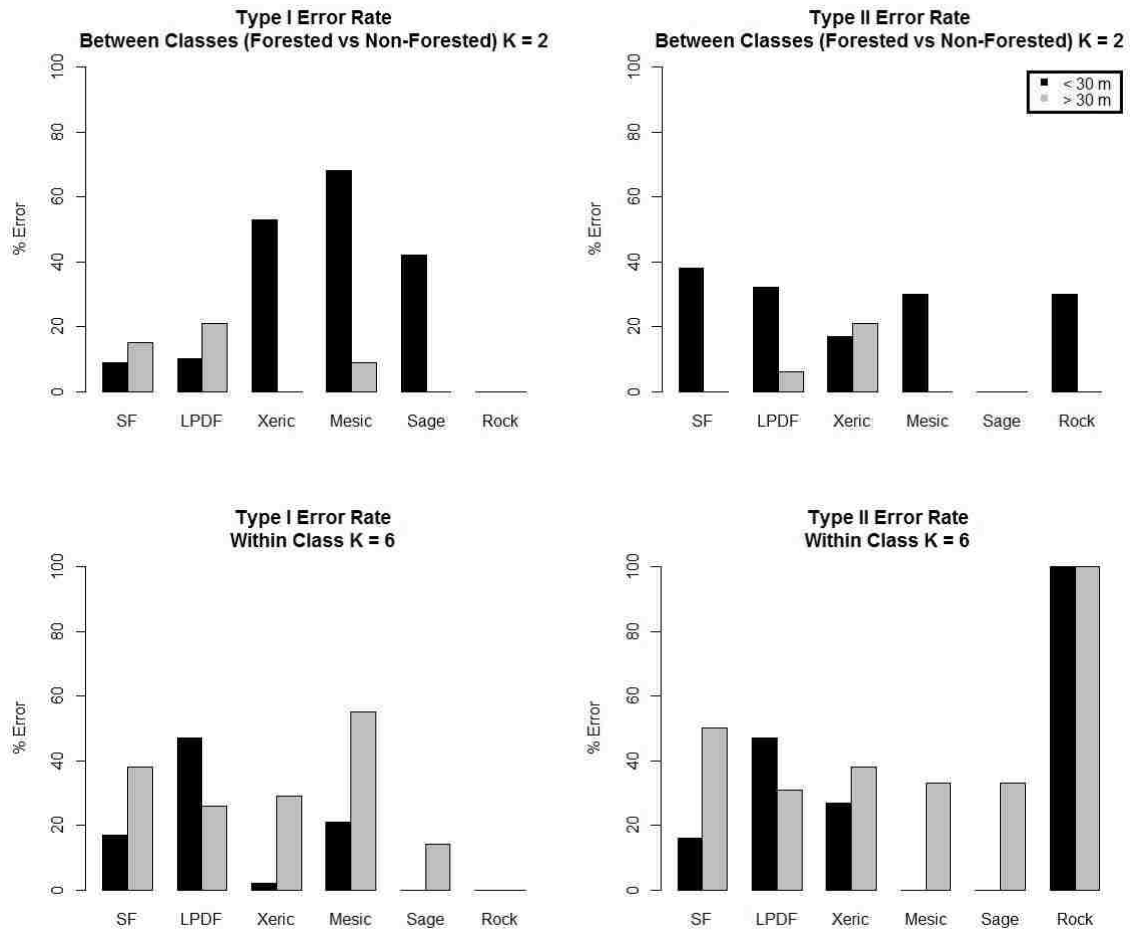 Type I Error Rate
Between Classes (Forested vs Non-Forested) K = 2
% Error
0
20
40
60
80
100
SF LPDF Xeric Mesic Sage Rock
Type II Error Rate
Between Classes (Forested vs Non-Forested) K = 2
< 30 m
> 30 m
% Error
0
20
40
60
80
100
SF LPDF Xeric Mesic Sage Rock
Type I Error Rate
Within Class K = 6
% Error
0
20
40
60
80
100
SF LPDF Xeric Mesic Sage Rock
Type II Error Rate
Within Class K = 6
% Error
0
20
40
60
80
100
SF LPDF Xeric Mesic Sage Rock